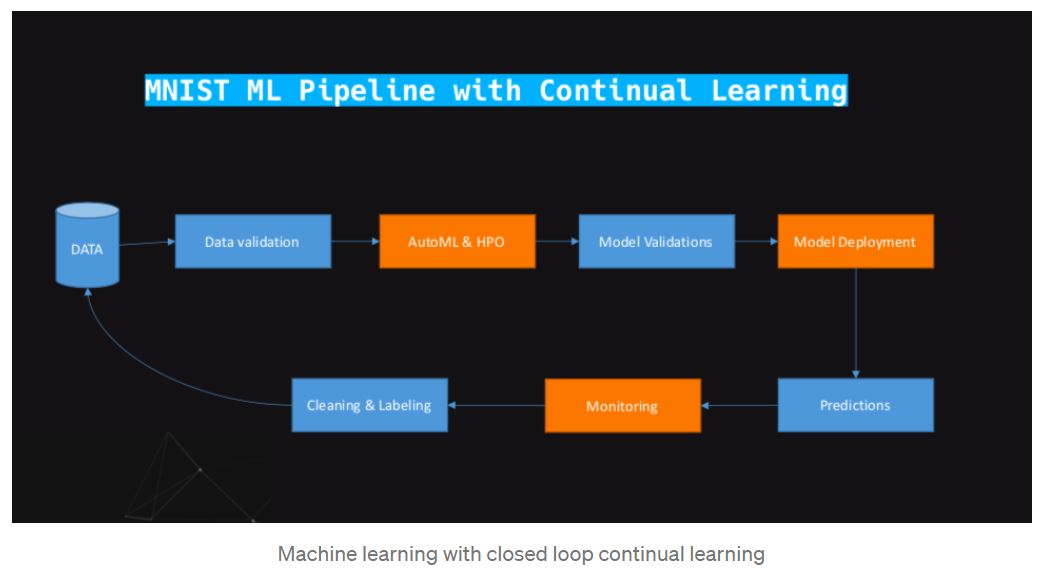 MNIST ML Pipeline with Continual Learning
DATA
Data validation
AutoML & HPO
Model Validations
Model Deployment
Cleaning & Labeling
Monitoring
Predictions
Machine learning with closed loop continual learning